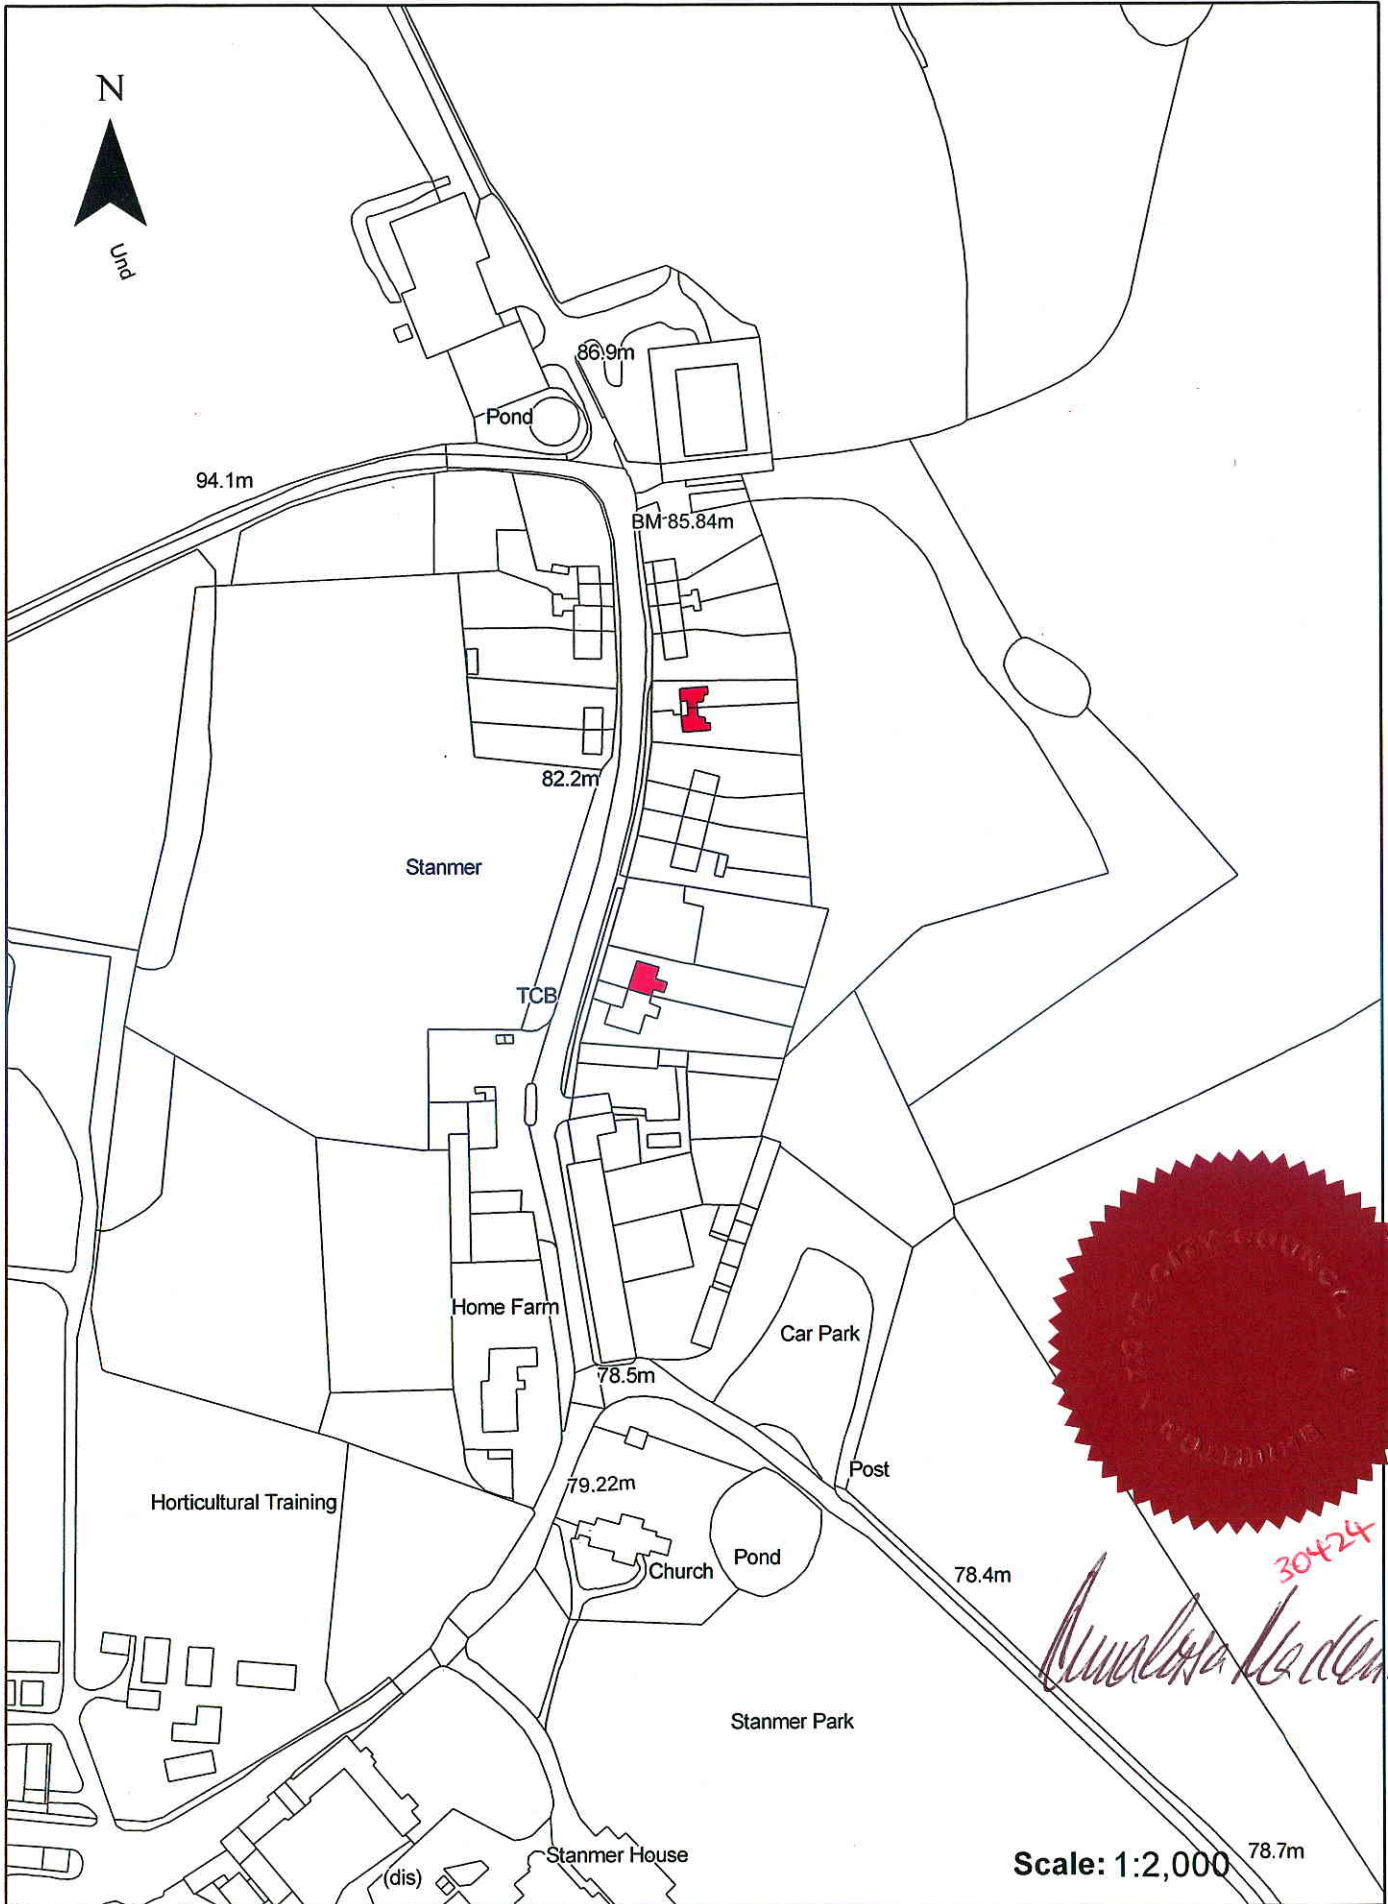 N
Und
86.9m
Pond
94.1m
BM 85.84m
82.2m
Stanmer
TCB
Home Farm
Car Park
78.5m
Post
79.22m
Horticultural Training
Church
Pond
78.4m
30424
Stanmer Park
Stanmer House
(dis)
Scale: 1:2,000
78.7m